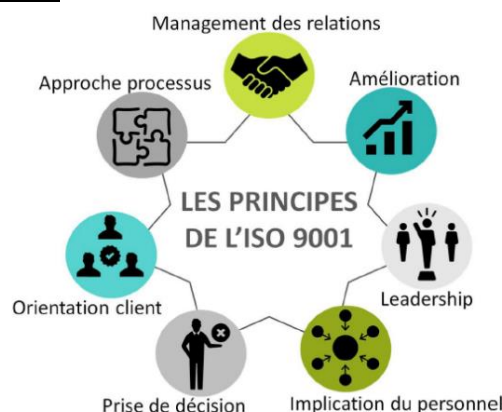 Management des relations
Approche processus
Amélioration
LES PRINCIPES
DE L’ISO 9001
Leadership
Orientation client
Prise de décision
Implication du personnel